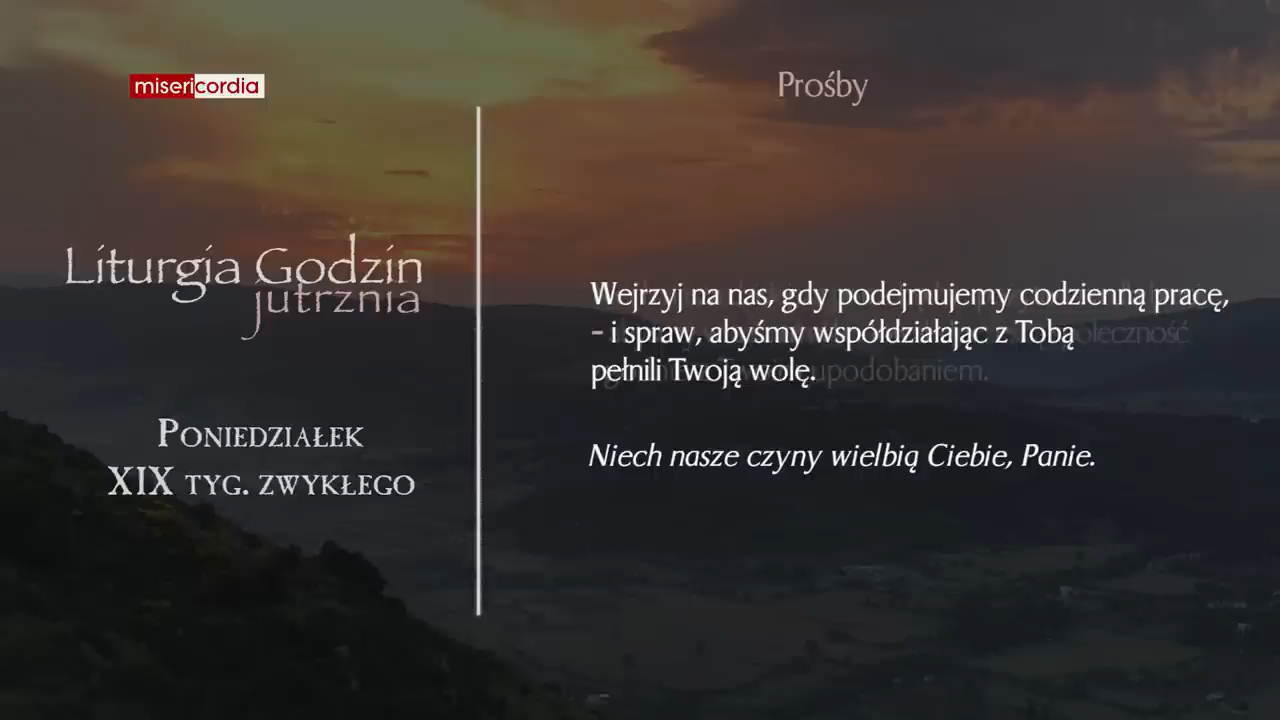 misericordia
Prośby
Liturgia Godzin
jutrznia
Poniedziałek
XIX tyg. zwykłego
Wejrzyj na nas, gdy podejmujemy codzienną pracę,
– i spraw, abyśmy współdziałając z Tobą
pełnili Twoją wolę.
Niech nasze czyny wielbią Ciebie, Panie.
upodobaniem.